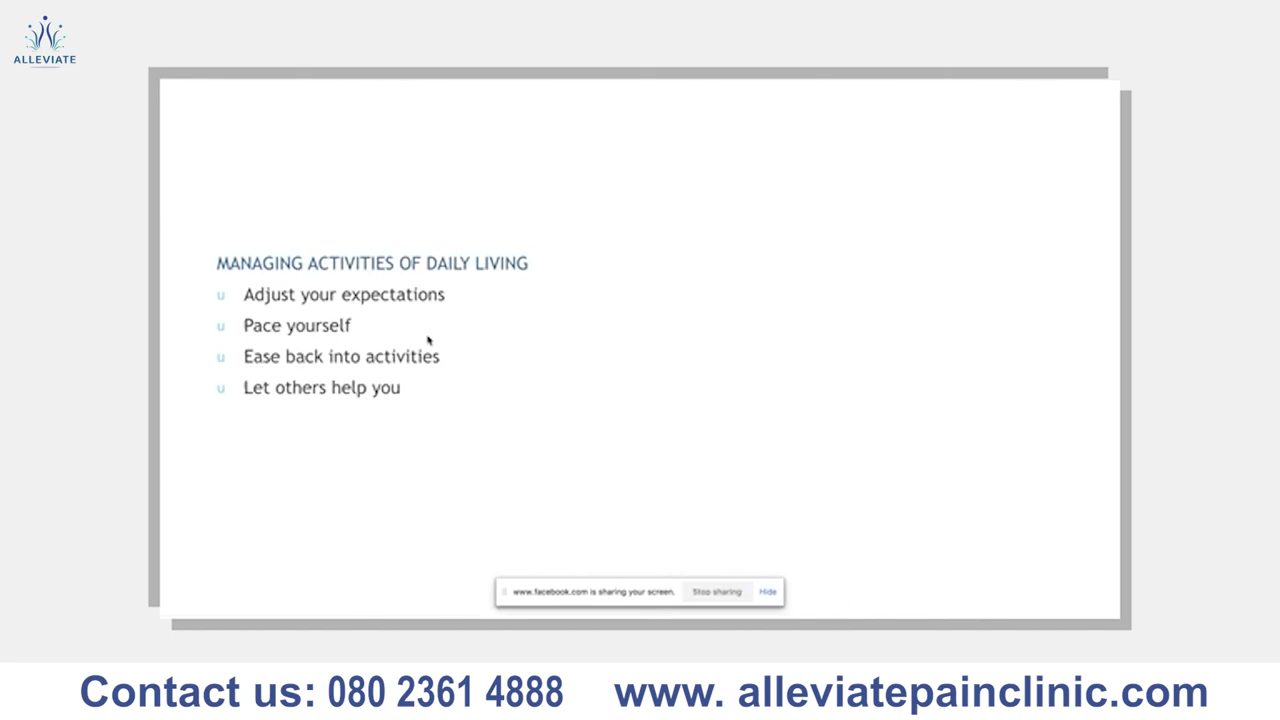 ALLEVIATE
MANAGING ACTIVITIES OF DAILY LIVING
u Adjust your expectations
u Pace yourself
u Ease back into activities
u Let others help you
www.facebook.com is sharing your screen. Stop sharing Hide
Contact us: 080 2361 4888 www. alleviatepainclinic.com